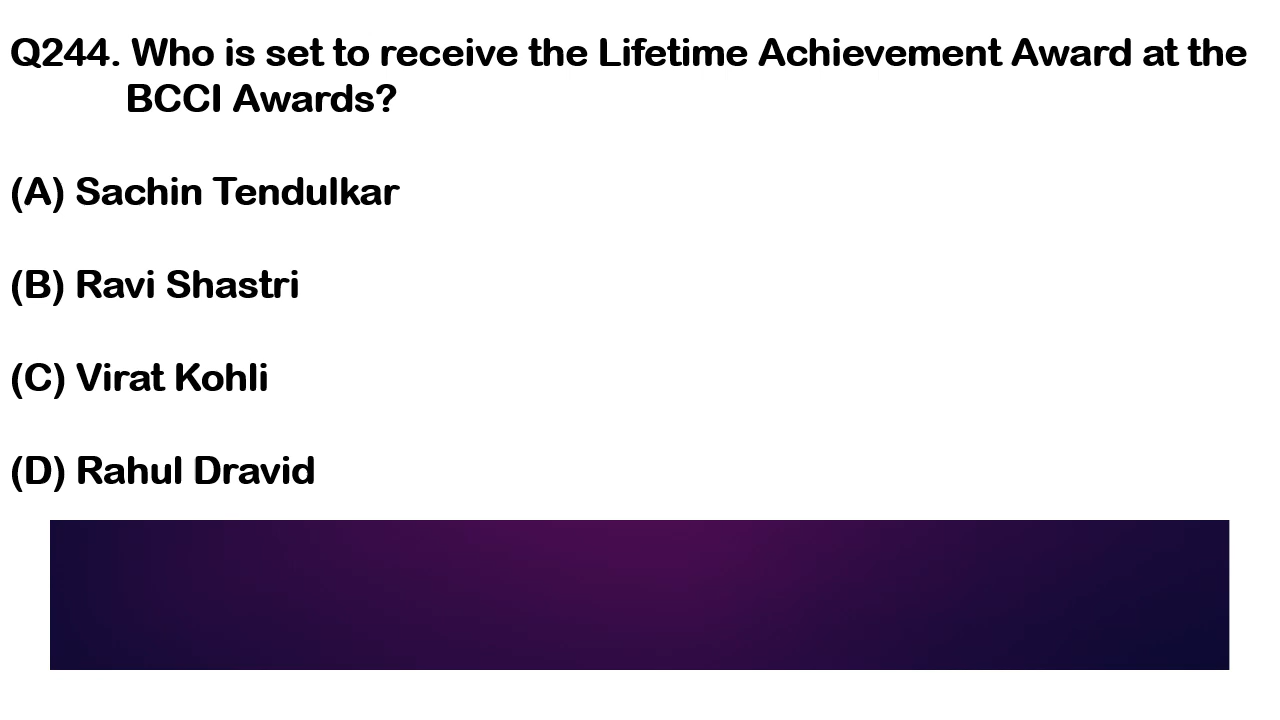 Q244. Who is set to receive the Lifetime Achievement Award at the
BCCI Awards?
(A) Sachin Tendulkar
(B) Ravi Shastri
(C) Virat Kohli
(D) Rahul Dravid